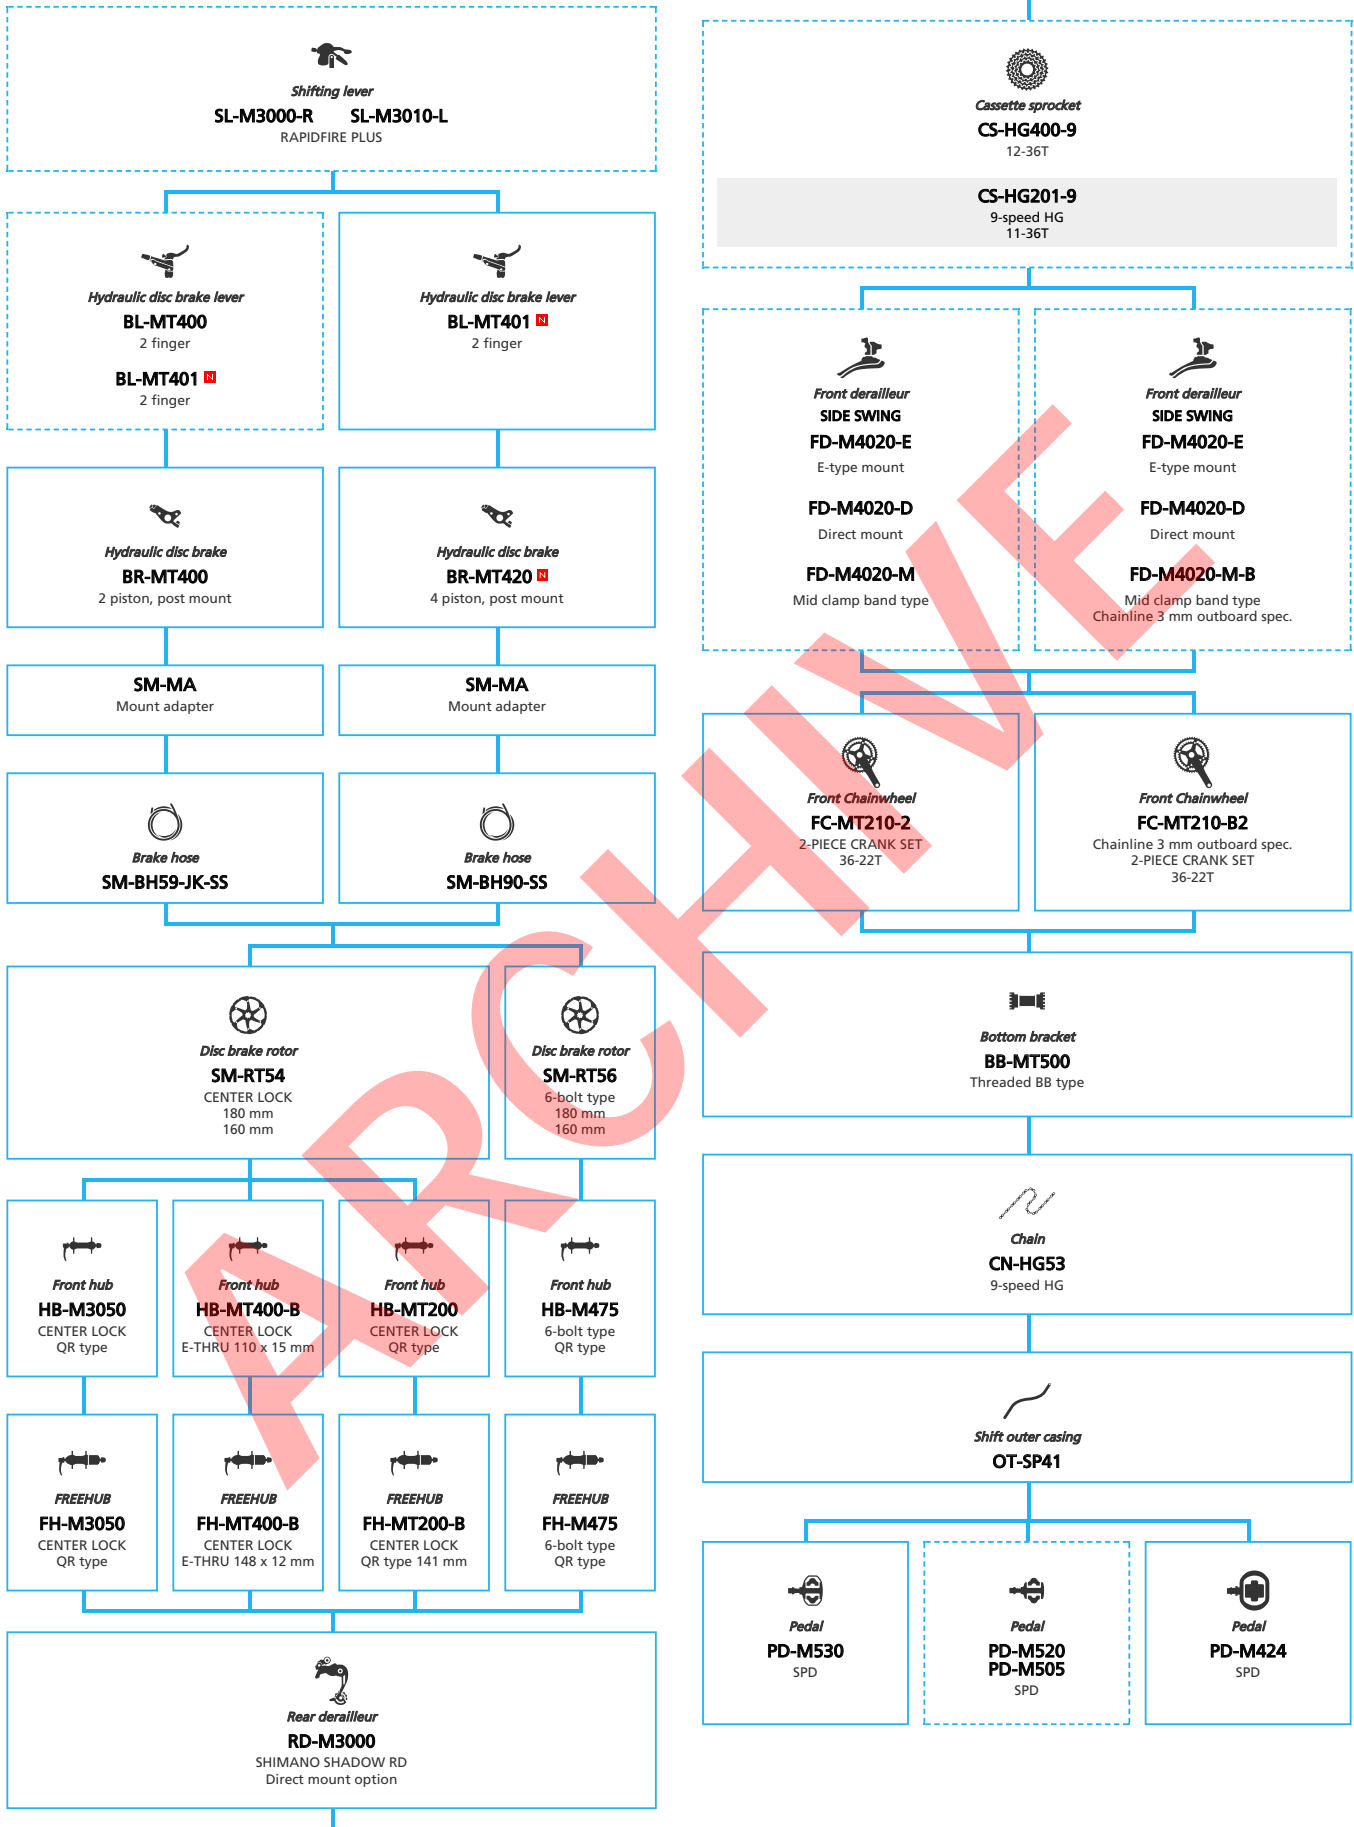 Shifting lever
SL-M3000-R SL-M3010-L
RAPIDFIRE PLUS
Hydraulic disc brake lever
BL-MT400
2 finger
BL-MT401 N
2 finger
Hydraulic disc brake lever
BL-MT401 N
2 finger
Hydraulic disc brake
BR-MT400
2 piston, post mount
Hydraulic disc brake
BR-MT420 N
4 piston, post mount
SM-MA
Mount adapter
SM-MA
Mount adapter
Brake hose
SM-BH59-JK-SS
Brake hose
SM-BH90-SS
Disc brake rotor
SM-RT54
CENTER LOCK
180 mm
160 mm
Disc brake rotor
SM-RT56
6-bolt type
180 mm
160 mm
Front hub
HB-M3050
CENTER LOCK
QR type
Front hub
HB-MT400-B
CENTER LOCK
E-THRU 110 x 15 mm
Front hub
HB-MT200
CENTER LOCK
QR type
Front hub
HB-M475
6-bolt type
QR type
FREEHUB
FH-M3050
CENTER LOCK
QR type
FREEHUB
FH-MT400-B
CENTER LOCK
E-THRU 148 x 12 mm
FREEHUB
FH-MT200-B
CENTER LOCK
QR type 141 mm
FREEHUB
FH-M475
6-bolt type
QR type
Rear derailleur
RD-M3000
SHIMANO SHADOW RD
Direct mount option
Cassette sprocket
CS-HG400-9
12-36T
CS-HG201-9
9-speed HG
11-36T
Front derailleur
SIDE SWING
FD-M4020-E
E-type mount
FD-M4020-D
Direct mount
FD-M4020-M
Mid clamp band type
Front derailleur
SIDE SWING
FD-M4020-E
E-type mount
FD-M4020-D
Direct mount
FD-M4020-M-B
Mid clamp band type
Chainline 3 mm outboard spec.
Front Chainwheel
FC-MT210-2
2-PIECE CRANK SET
36-22T
Front Chainwheel
FC-MT210-B2
Chainline 3 mm outboard spec.
2-PIECE CRANK SET
36-22T
Bottom bracket
BB-MT500
Threaded BB type
Chain
CN-HG53
9-speed HG
Shift outer casing
OT-SP41
Pedal
PD-M530
SPD
Pedal
PD-M520
PD-M505
SPD
Pedal
PD-M424
SPD
ARCHIVE